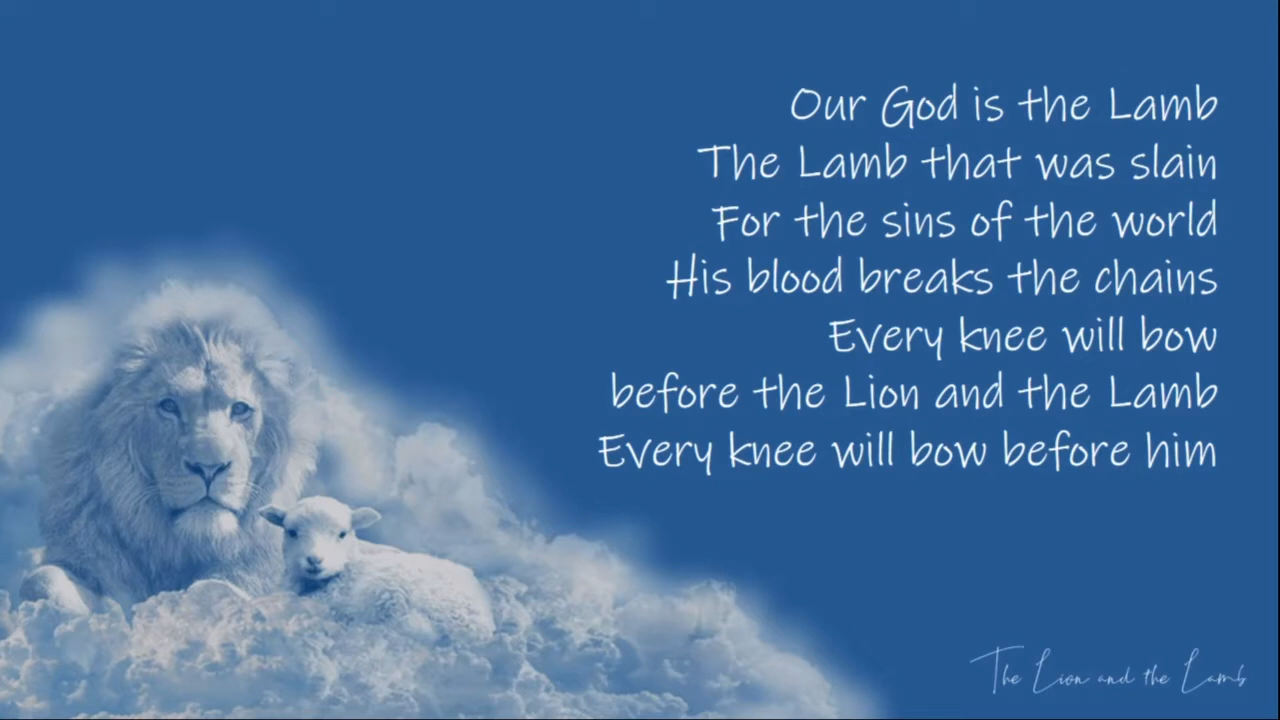 Our God is the Lamb
The Lamb that was slain
For the sins of the world
His blood breaks the chains
Every knee will bow
before the Lion and the Lamb
Every knee will bow before him
The Lion and the Lamb